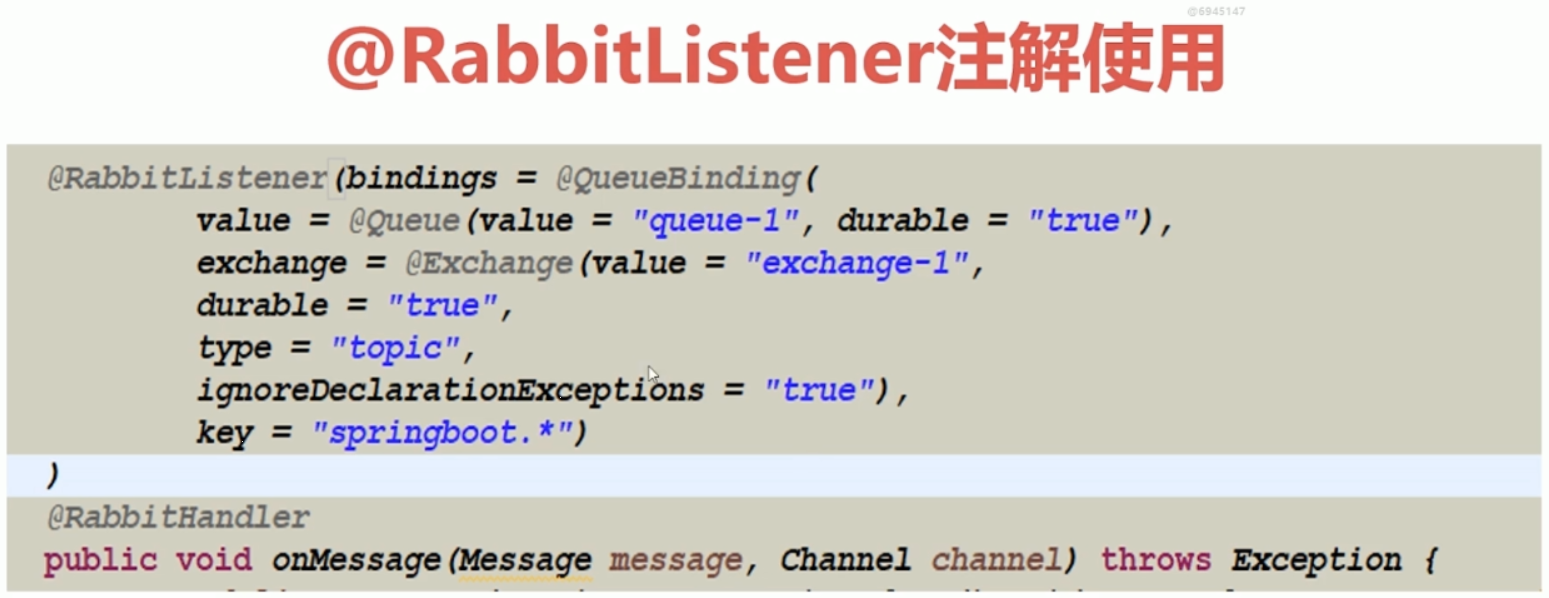 @6945147
@RabbitListener注解使用
@RabbitListener(bindings = @QueueBinding(
value = @Queue(value = "queue-1", durable = "true"),
exchange = @Exchange(value = "exchange-1",
durable = "true",
type = "topic",
ignoreDeclarationExceptions = "true"),
key = "springboot.*")
)
@RabbitHandler
public void onMessage(Message message, Channel channel) throws Exception {